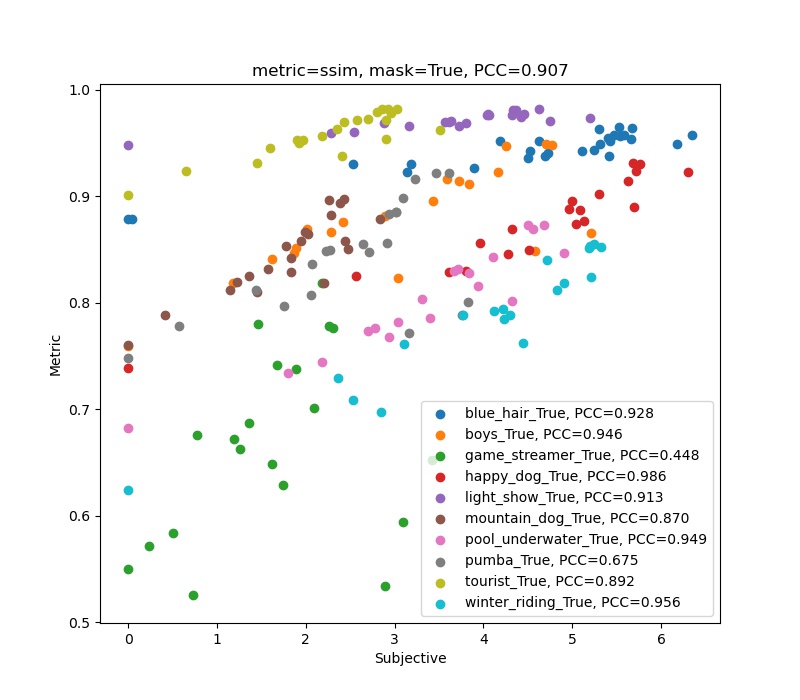 metric=ssim, mask=True, PCC=0.907
1.0
0.9
0.8
0.7
0.6
0.5
Metric
blue_hair_True, PCC=0.928
boys_True, PCC=0.946
game_streamer_True, PCC=0.448
happy_dog_True, PCC=0.986
light_show_True, PCC=0.913
mountain_dog_True, PCC=0.870
pool_underwater_True, PCC=0.949
pumba_True, PCC=0.675
tourist_True, PCC=0.892
winter_riding_True, PCC=0.956
0 1 2 3 4 5 6
Subjective